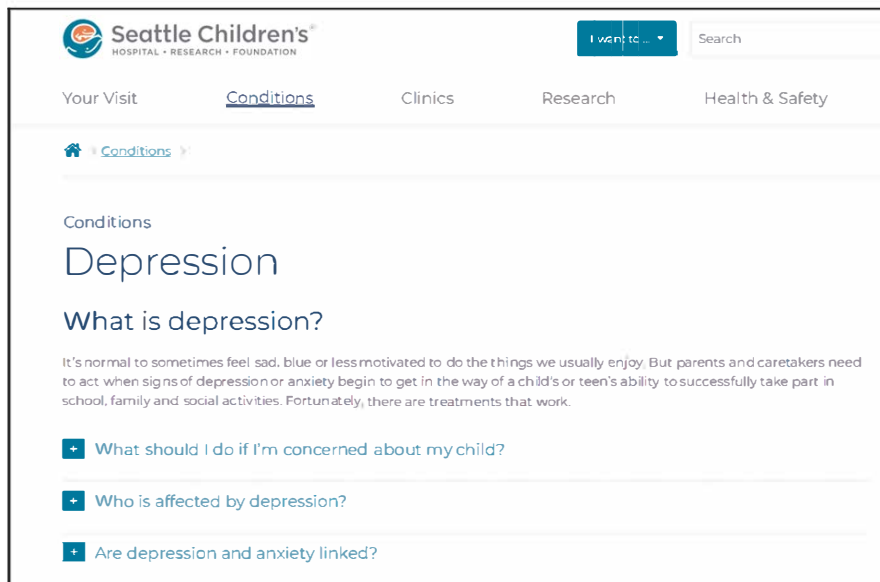 Seattle Children's®
HOSPITAL • RESEARCH • FOUNDATION
I want to ...
Search
Your Visit
Conditions
Clinics
Research
Health & Safety
Conditions
Conditions
Depression
What is depression?
It's normal to sometimes feel sad, blue or less motivated to do the things we usually enjoy. But parents and caretakers need
to act when signs of depression or anxiety begin to get in the way of a child's or teen's ability to successfully take part in
school, family and social activities. Fortunately, there are treatments that work.
+ What should I do if I'm concerned about my child?
+ Who is affected by depression?
+ Are depression and anxiety linked?